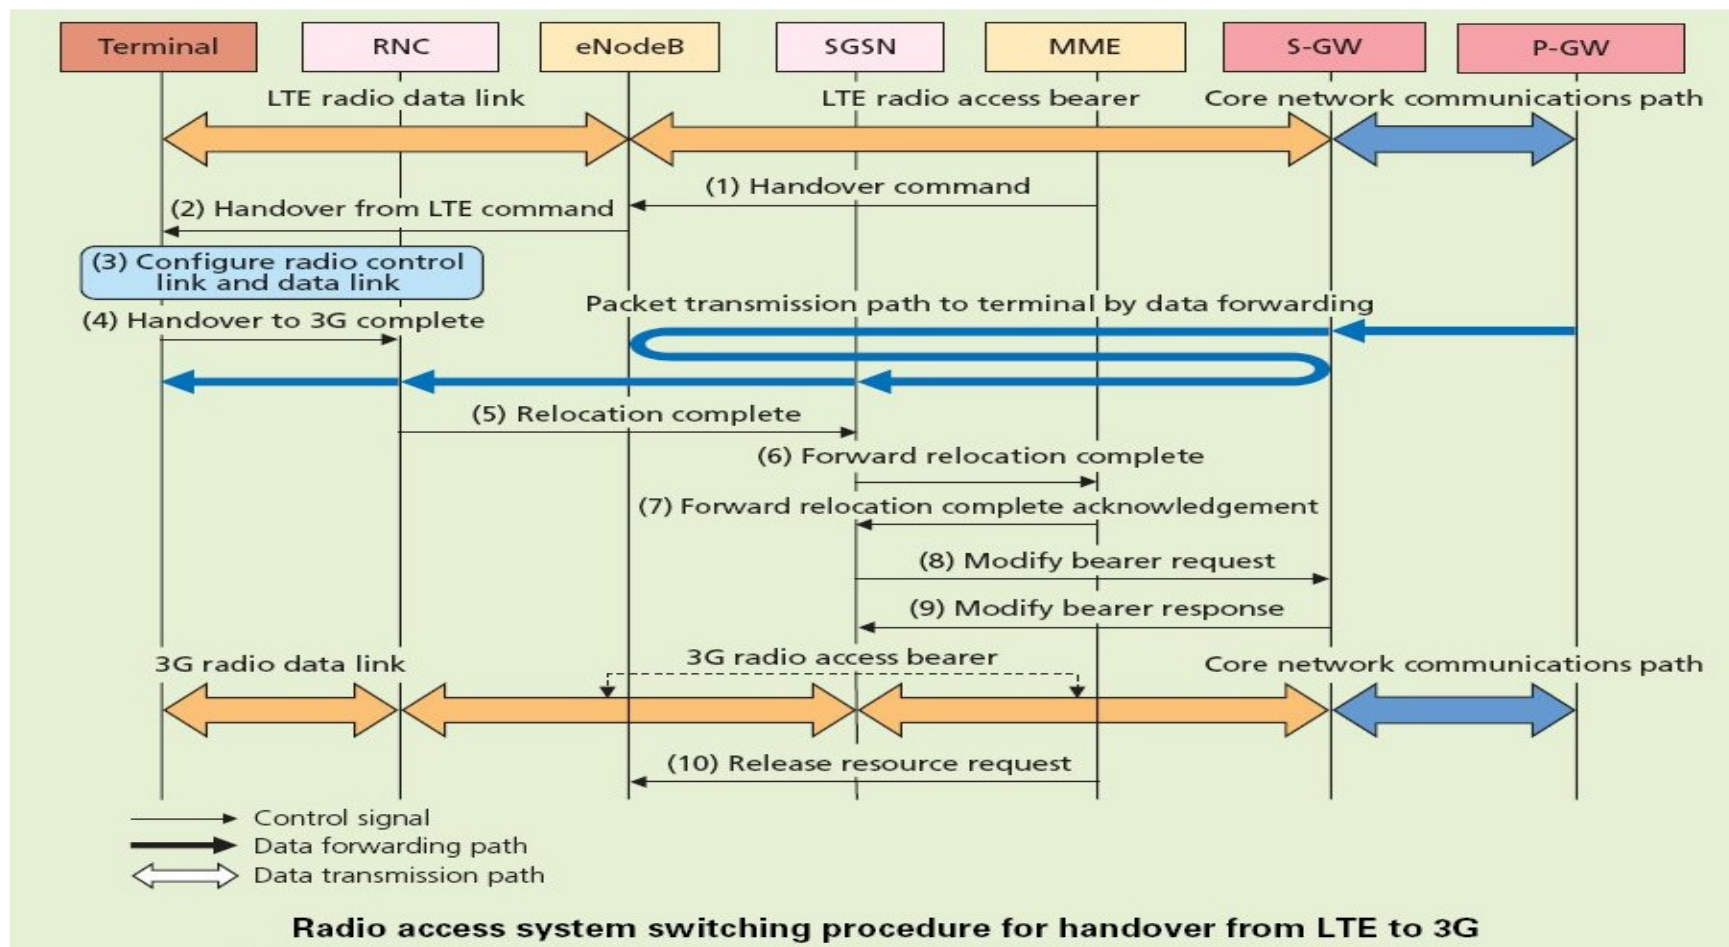 Terminal
RNC
eNodeB
SGSN
MME
S-GW
P-GW
LTE radio data link
LTE radio access bearer
Core network communications path
(1) Handover command
(2) Handover from LTE command
(3) Configure radio control
link and data link
Packet transmission path to terminal by data forwarding
(4) Handover to 3G complete
(5) Relocation complete
(6) Forward relocation complete
(7) Forward relocation complete acknowledgement
(8) Modify bearer request
(9) Modify bearer response
3G radio data link
3G radio access bearer
Core network communications path
(10) Release resource request
Control signal
Data forwarding path
Data transmission path
Radio access system switching procedure for handover from LTE to 3G